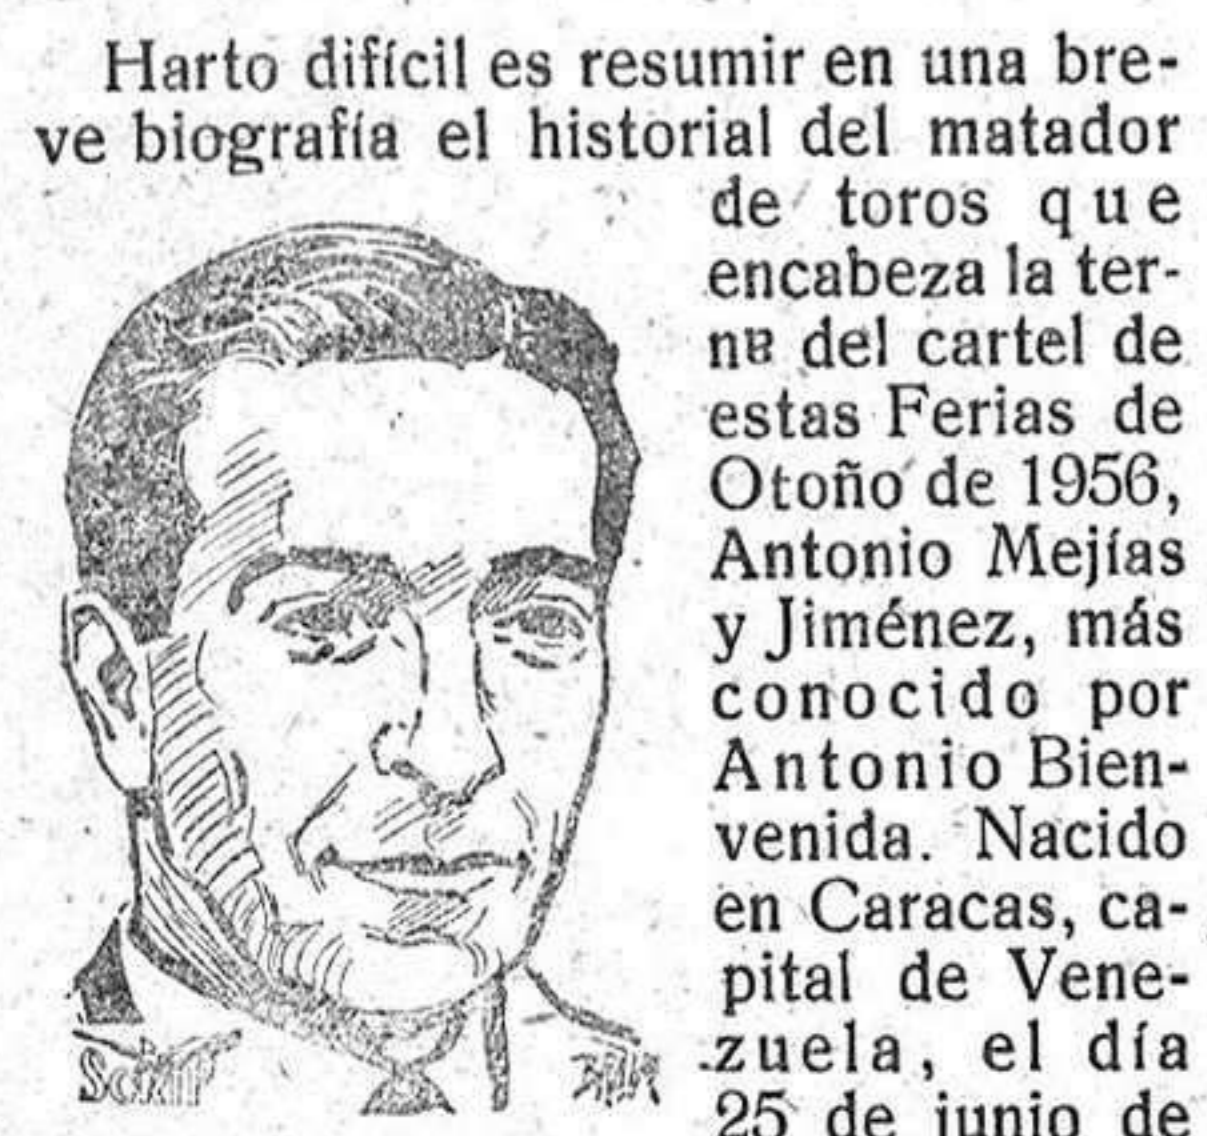 Harto difícil es resumir en una bre-
ve biografía el historial del matador
de toros que
encabeza la ter-
na del cartel de
estas Ferias de
Otoño de 1956,
Antonio Mejías
y Jiménez, más
conocido por
Antonio Bien-
venida. Nacido
en Caracas, ca-
pital de Vene-
zuela, el día
25 de junio de